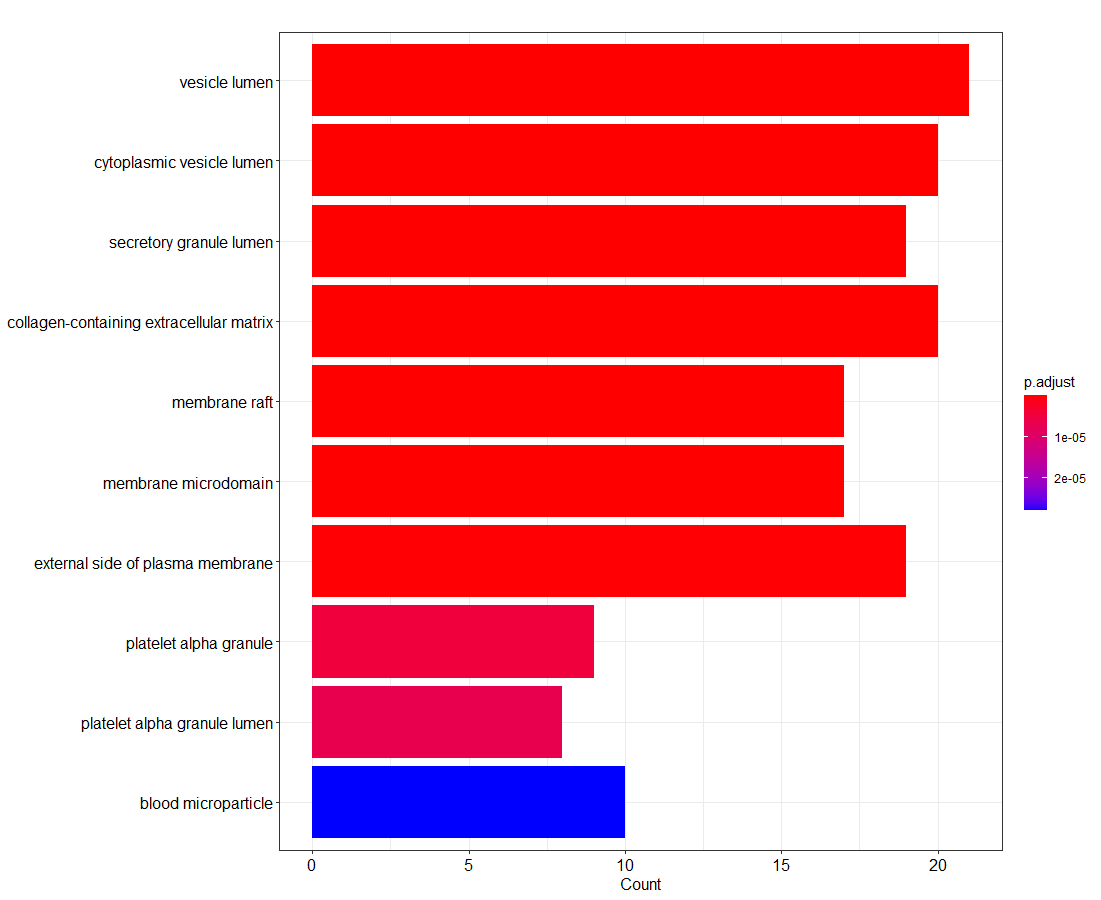 vesicle lumen
cytoplasmic vesicle lumen
secretory granule lumen
collagen-containing extracellular matrix
membrane raft
membrane microdomain
external side of plasma membrane
platelet alpha granule
platelet alpha granule lumen
blood microparticle
0 5 10 15 20
Count
p.adjust
1e-05
2e-05